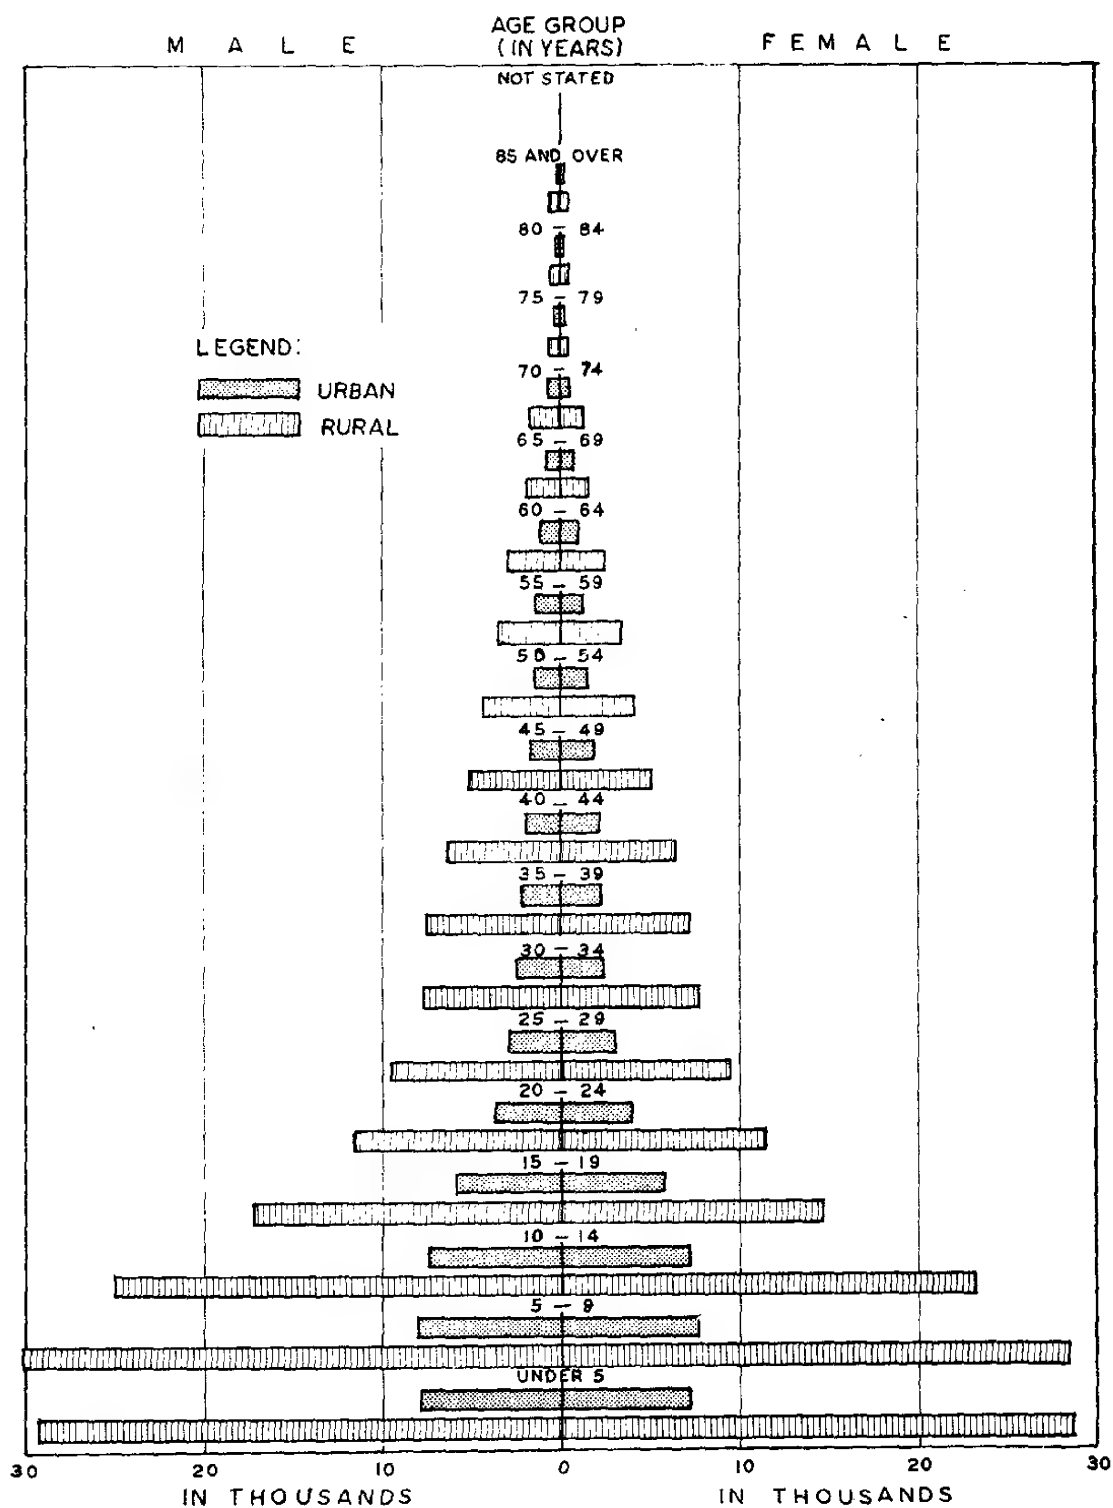 MALE
AGE GROUP
(IN YEARS)
FEMALE
NOT STATED
85 AND OVER
80 — 84
75 — 79
LEGEND:
70 — 74
URBAN
RURAL
65 — 69
60 — 64
55 — 59
50 — 54
45 — 49
40 — 44
35 — 39
30 — 34
25 — 29
20 — 24
15 — 19
10 — 14
5 — 9
UNDER 5
30 20 10 0 10 20 30
IN THOUSANDS IN THOUSANDS